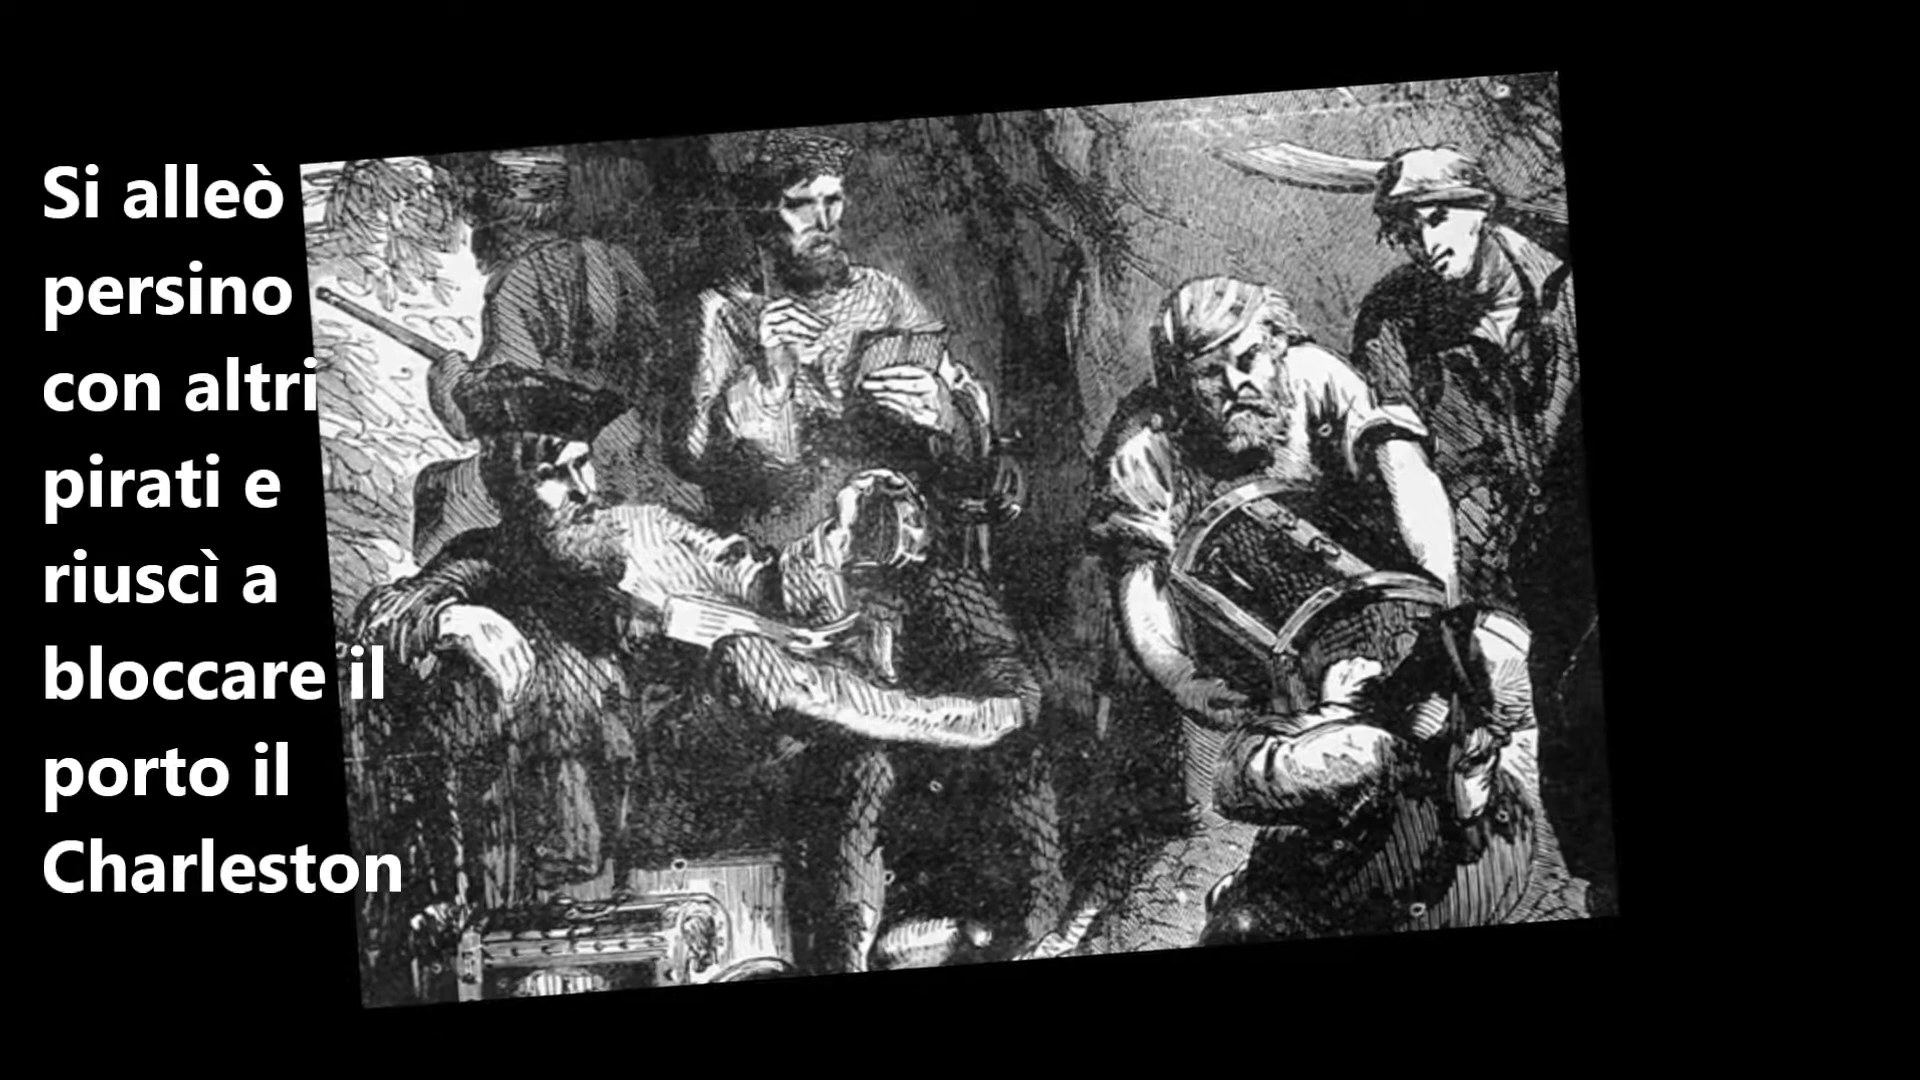 Si alleò
persino
con altri
pirati e
riuscì a
bloccare il
porto il
Charleston